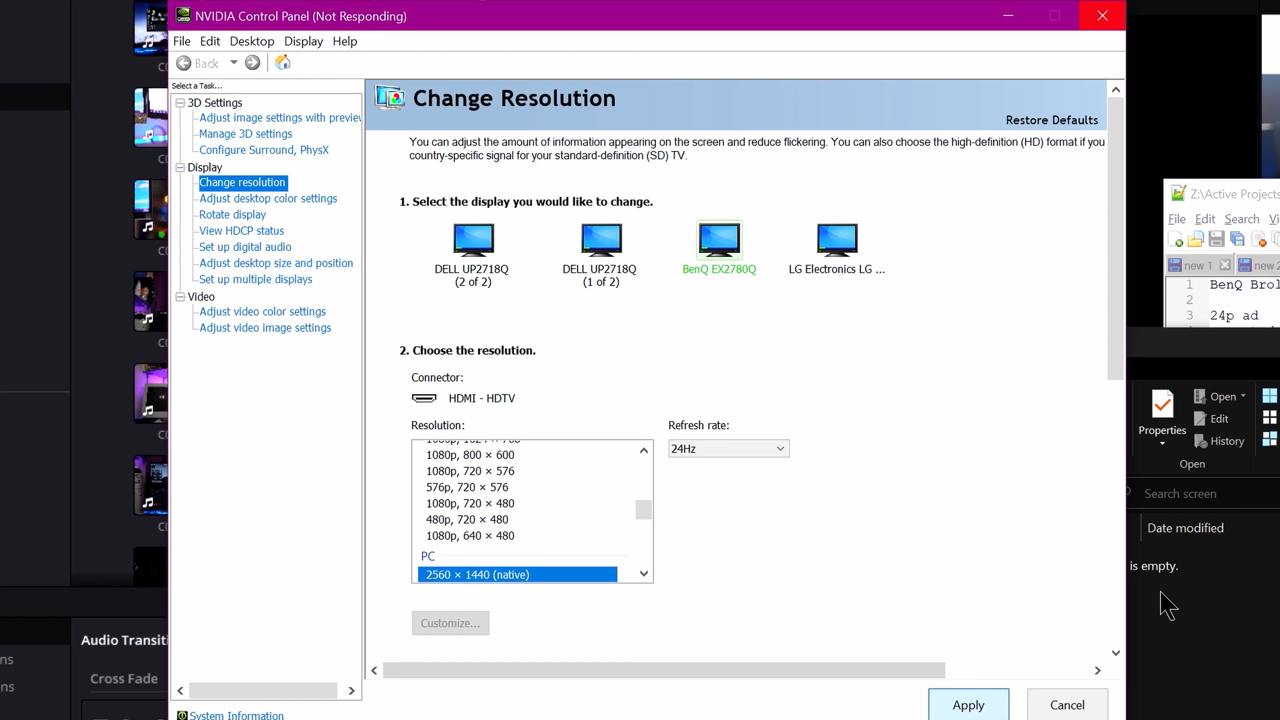 NVIDIA Control Panel (Not Responding)
File Edit Desktop Display Help
Back
Select a Task...
3D Settings
Adjust image settings with preview
Manage 3D settings
Configure Surround, PhysX
Display
Change resolution
Adjust desktop color settings
Rotate display
View HDCP status
Set up digital audio
Adjust desktop size and position
Set up multiple displays
Video
Adjust video color settings
Adjust video image settings
System Information
Change Resolution
Restore Defaults
You can adjust the amount of information appearing on the screen and reduce flickering. You can also choose the high-definition (HD) format if you
country-specific signal for your standard-definition (SD) TV.
1. Select the display you would like to change.
DELL UP2718Q
(2 of 2)
DELL UP2718Q
(1 of 2)
BenQ EX2780Q
LG Electronics LG ...
2. Choose the resolution.
Connector:
HDMI - HDTV
Resolution:
1080p, 800 × 600
1080p, 720 × 576
576p, 720 × 576
1080p, 720 × 480
480p, 720 × 480
1080p, 640 × 480
PC
2560 × 1440 (native)
Refresh rate:
24Hz
Customize...
Apply
Cancel
Z:\Active Projects
File Edit Search
new 1
new 2
1 BenQ Brol
2
3 24p ad
Properties
Open
Edit
History
Open
Search screen
Date modified
is empty.
Audio Transiti
Cross Fade
ns
ns